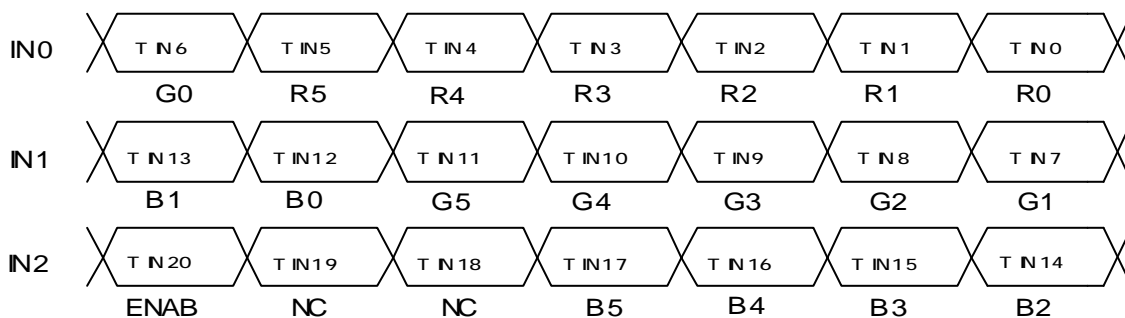 IN0 TIN6 TIN5 TIN4 TIN3 TIN2 TIN1 TIN0
G0 R5 R4 R3 R2 R1 R0
IN1 TIN13 TIN12 TIN11 TIN10 TIN9 TIN8 TIN7
B1 B0 G5 G4 G3 G2 G1
IN2 TIN20 TIN19 TIN18 TIN17 TIN16 TIN15 TIN14
ENAB NC NC B5 B4 B3 B2